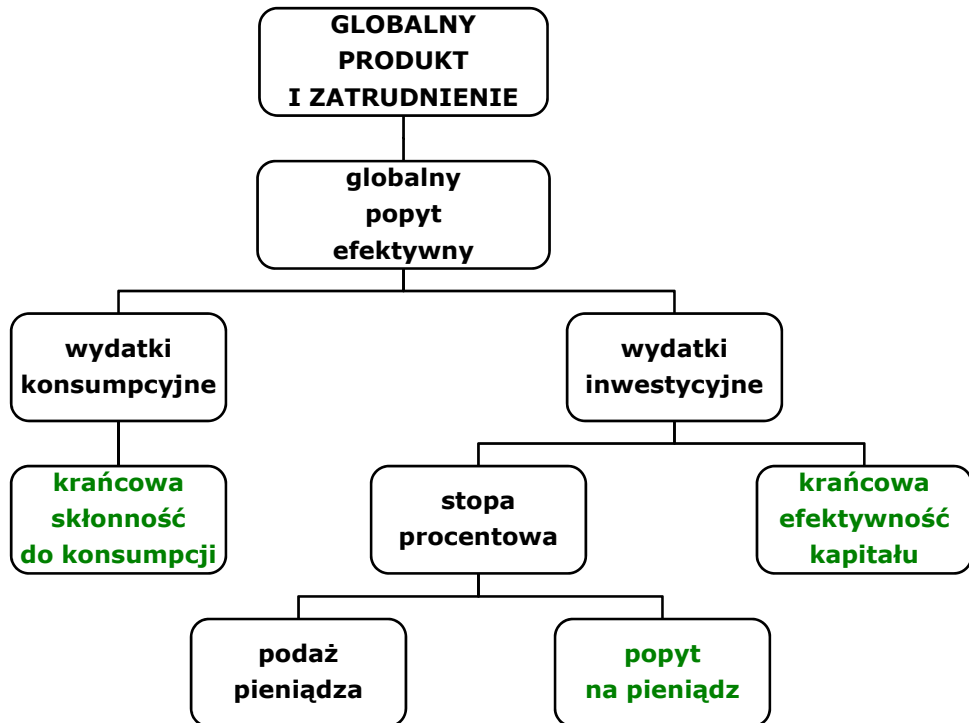 GLOBALNY
PRODUKT
I ZATRUDNIENIE
globalny
popyt
efektywny
wydatki
konsumpcyjne
wydatki
inwestycyjne
krańcowa
skłonność
do konsumpcji
stopa
procentowa
krańcowa
efektywność
kapitału
podaż
pieniądza
popyt
na pieniądz